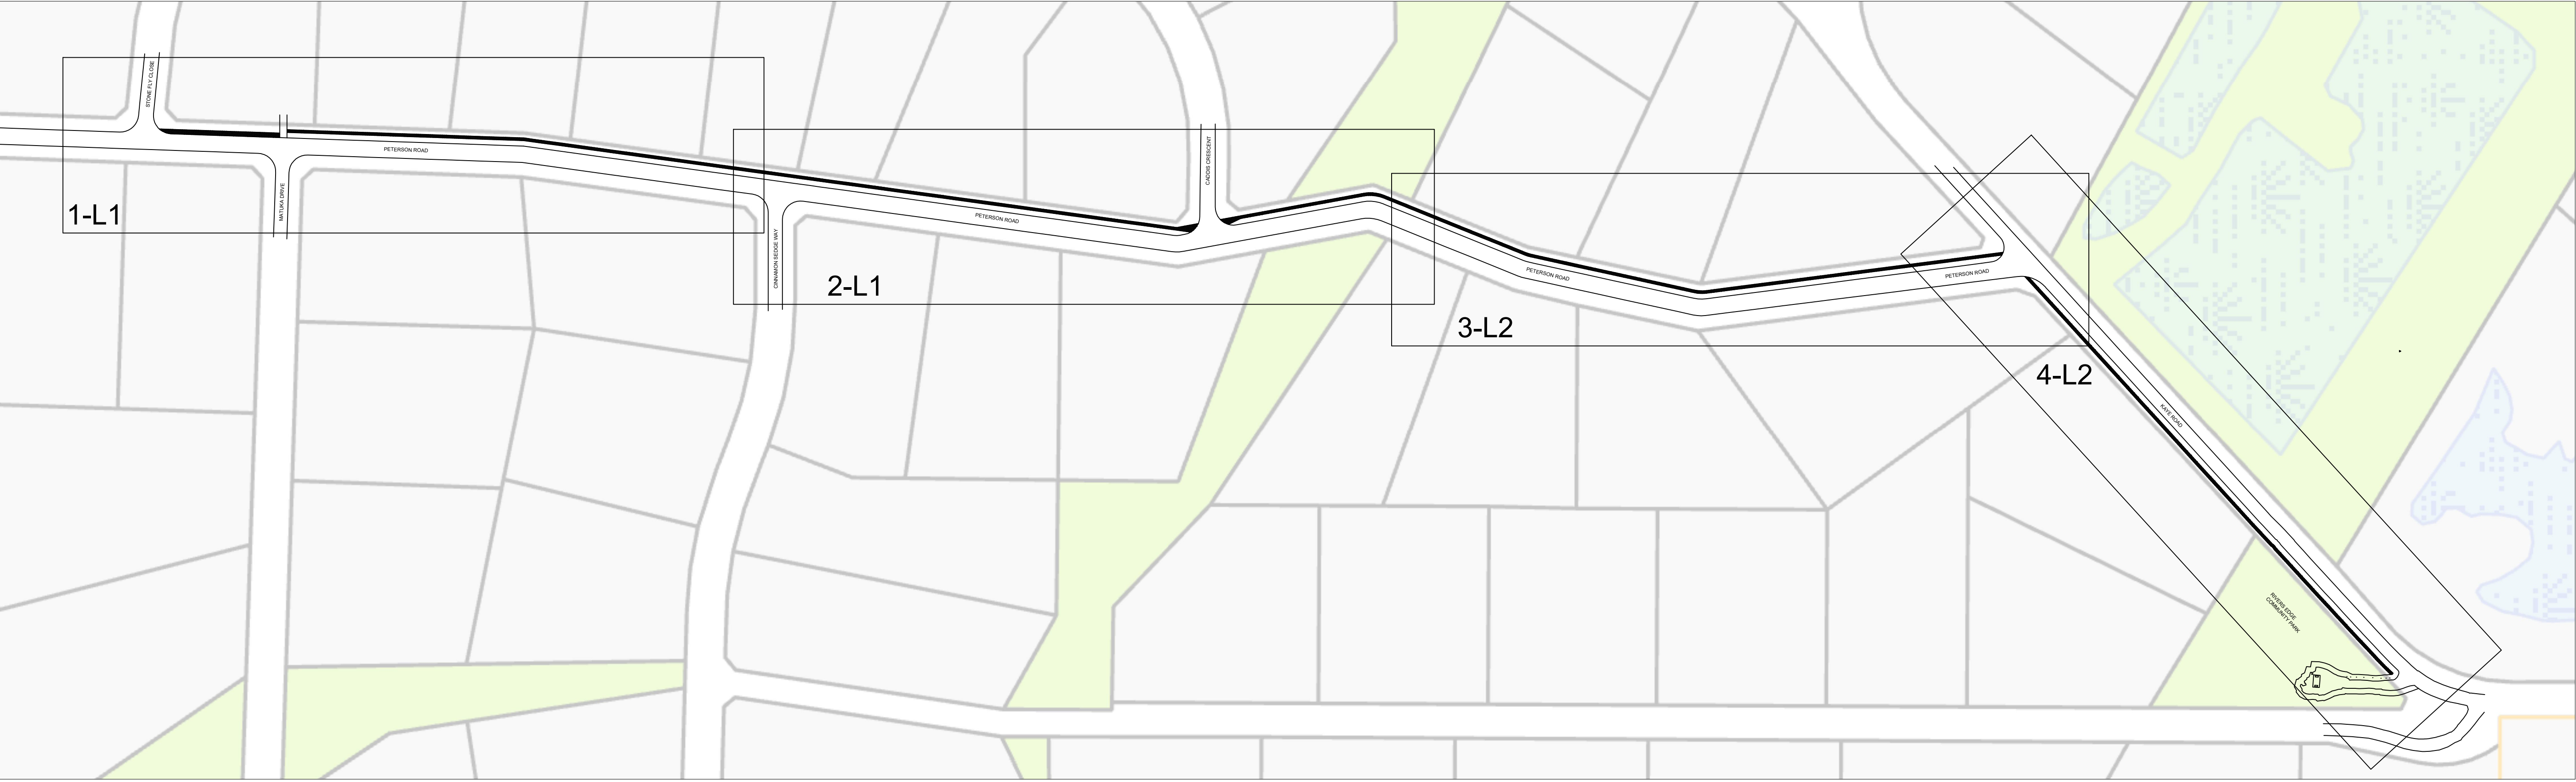 STONE FLY CLOSE
PETERSON ROAD
MATUKA DRIVE
1-L1
CADDIS CRESCENT
PETERSON ROAD
CINNAMON SEDGE WAY
2-L1
PETERSON ROAD
PETERSON ROAD
3-L2
4-L2
KAYE ROAD
RIVERS EDGE
COMMUNITY PARK